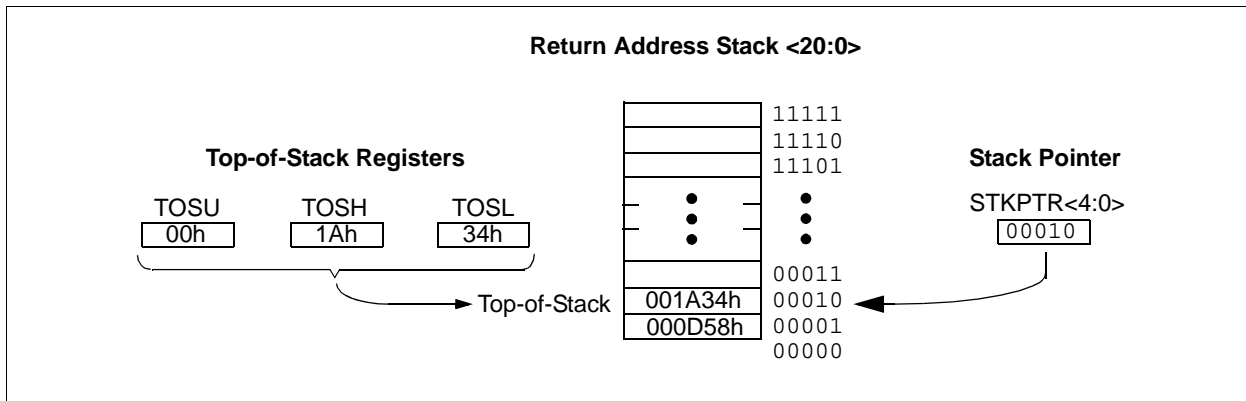 Return Address Stack <20:0>
11111
11110
Top-of-Stack Registers
11101
Stack Pointer
TOSU TOSH TOSL
STKPTR<4:0>
00h 1Ah 34h
00010
00011
Top-of-Stack 001A34h 00010
000D58h 00001
00000